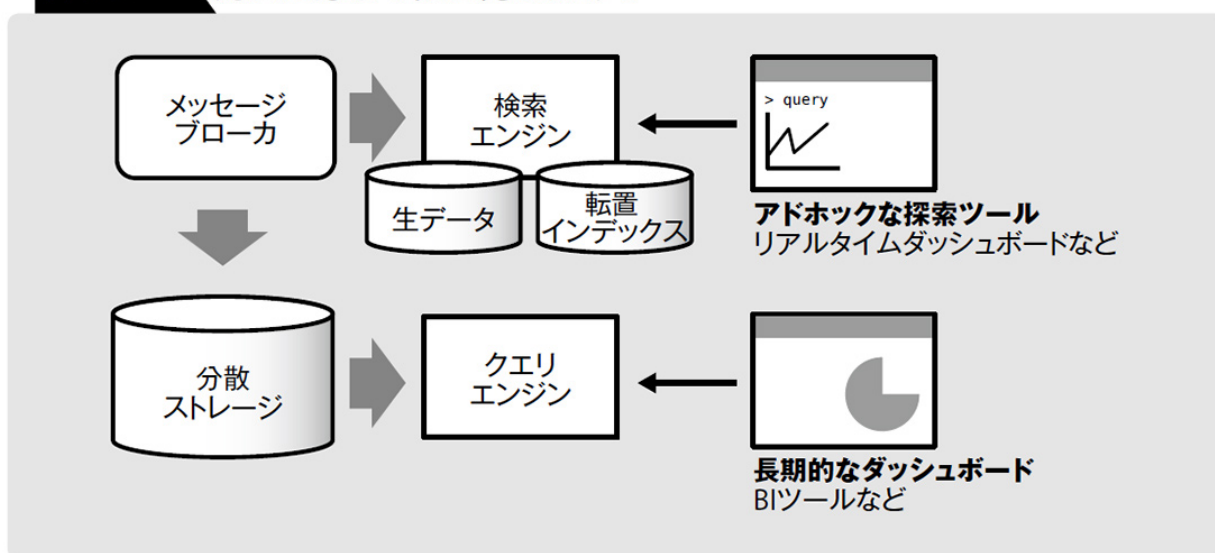 メッセージ
ブローカ
検索
エンジン
> query
生データ
転置
インデックス
アドホックな探索ツール
リアルタイムダッシュボードなど
分散
ストレージ
クエリ
エンジン
長期的なダッシュボード
BIツールなど